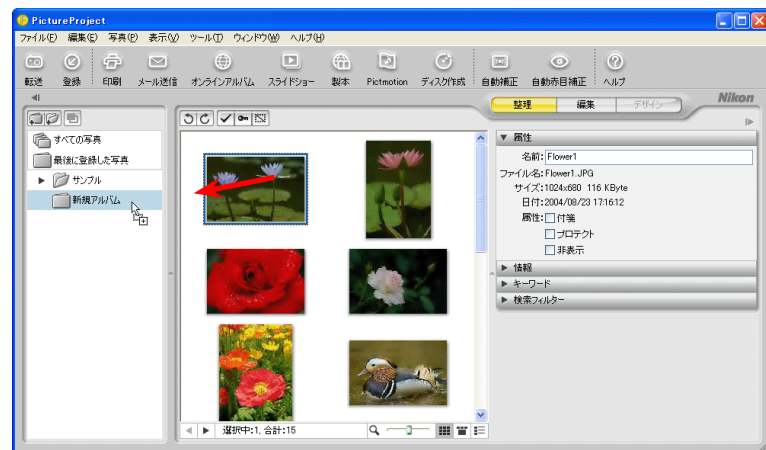 PictureProject
ファイル(F) 編集(E) 写真(P) 表示(V) ツール(T) ウィンドウ(W) ヘルプ(H)
転送 登録 印刷 メール送信 オンラインアルバム スライドショー 製本 Pictmotion ディスク作成 自動補正 自動赤目補正 ヘルプ
整理 編集 デザイン Nikon
すべての写真
最後に登録した写真
サンプル
新規アルバム
属性
名前: Flower1
ファイル名: Flower1.JPG
サイズ: 1024x680 116 KByte
日付: 2004/08/23 17:16:12
属性: 付箋
プロテクト
非表示
情報
キーワード
検索フィルター
選択中:1, 合計:15